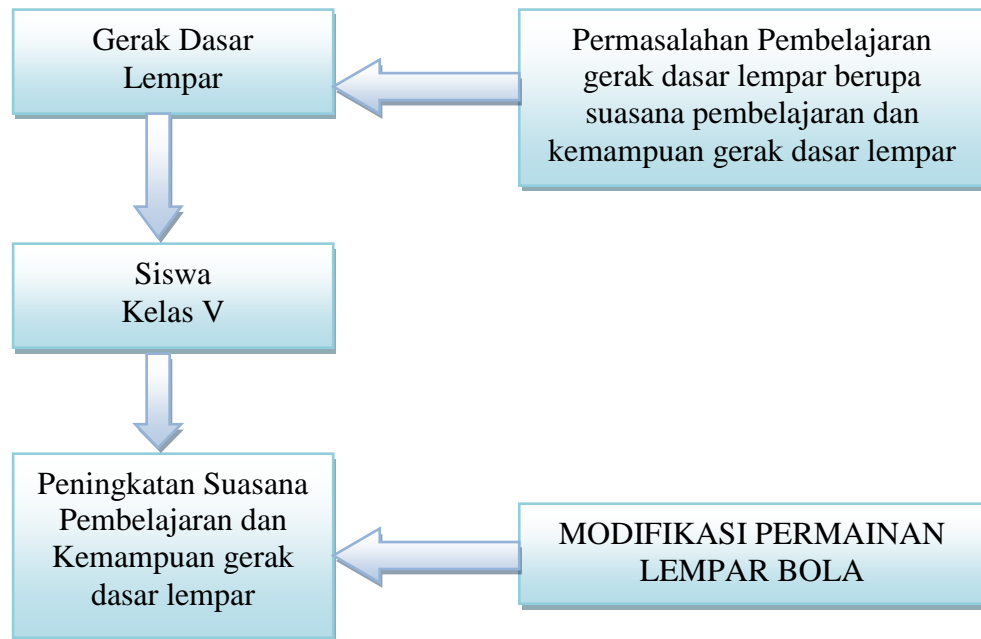 Gerak Dasar
Lempar
Permasalahan Pembelajaran
gerak dasar lempar berupa
suasana pembelajaran dan
kemampuan gerak dasar lempar
Siswa
Kelas V
Peningkatan Suasana
Pembelajaran dan
Kemampuan gerak
dasar lempar
MODIFIKASI PERMAINAN
LEMPAR BOLA